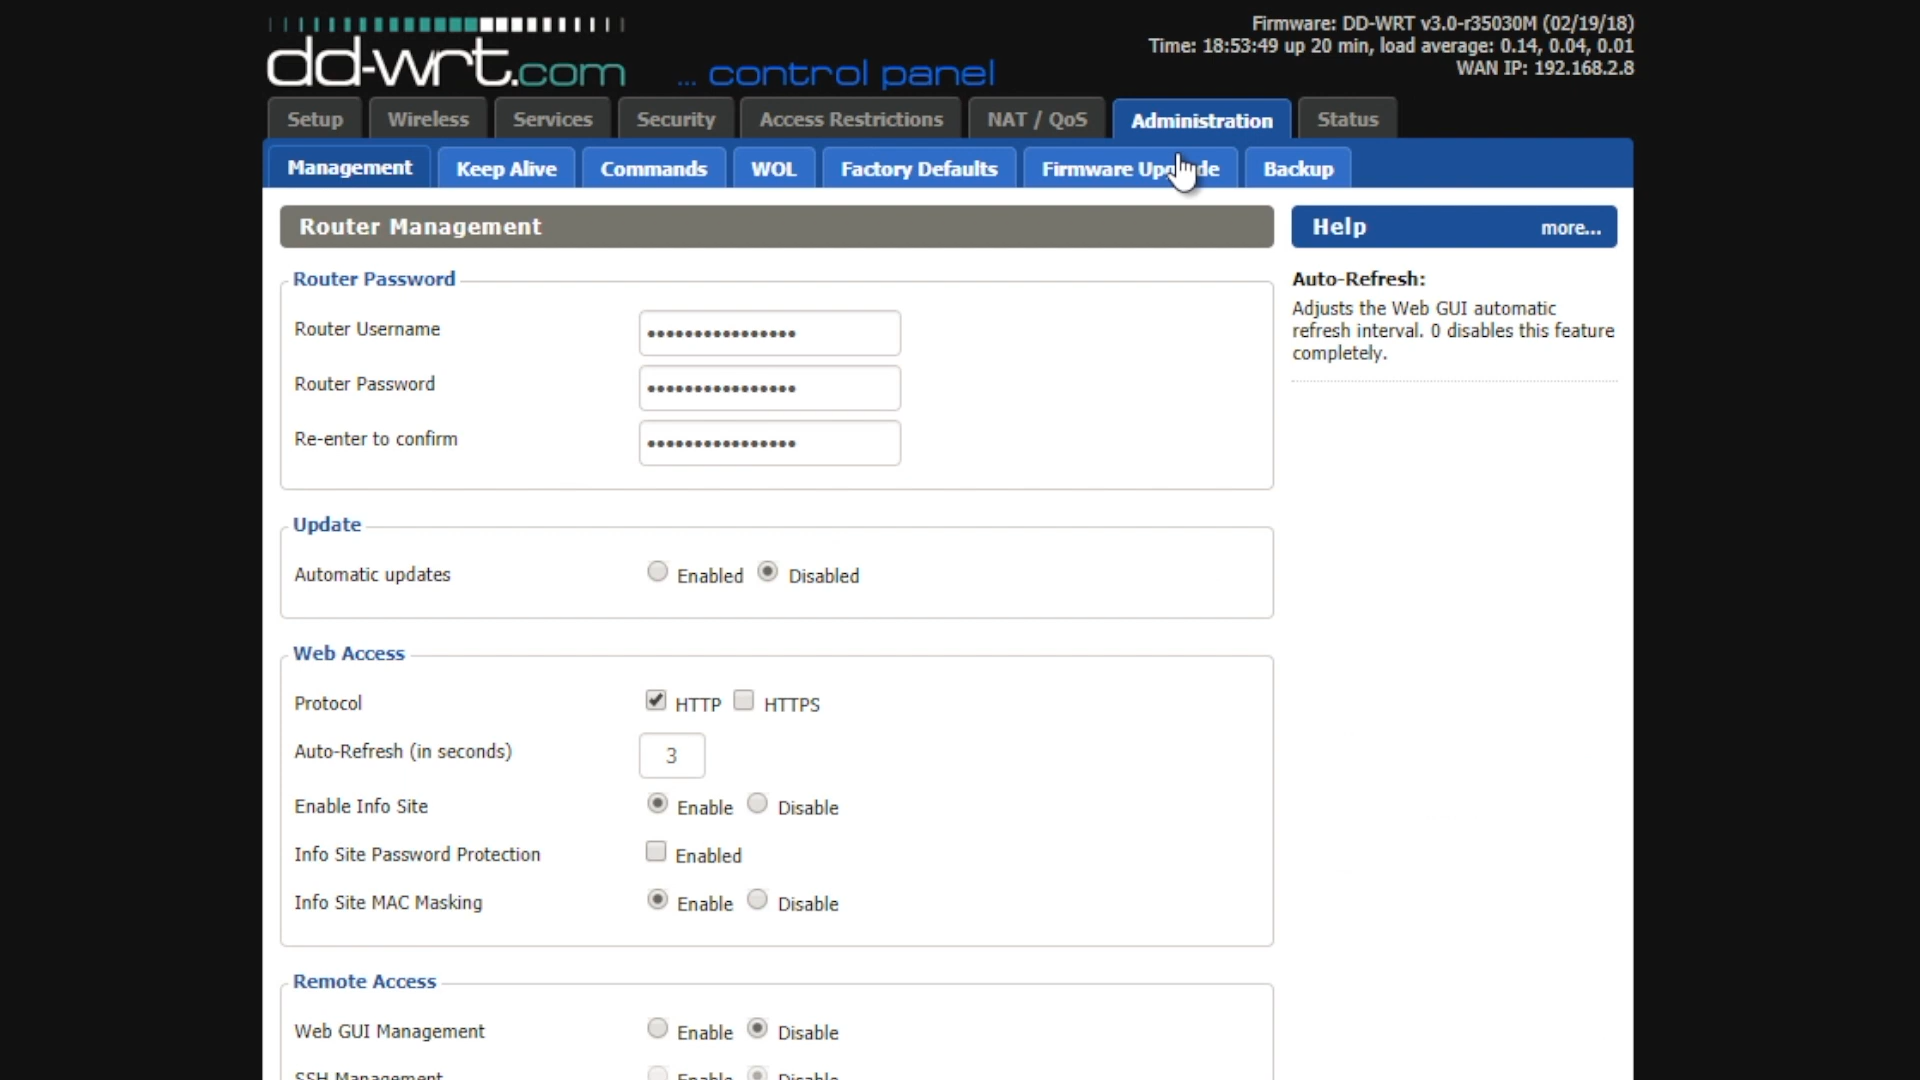 Firmware: DD-WRT v3.0-r35030M (02/19/18)
Time: 18:53:49 up 20 min, load average: 0.14, 0.04, 0.01
WAN IP: 192.168.2.8
dd-wrt.com ... control panel
Setup Wireless Services Security Access Restrictions NAT / QoS Administration Status
Management Keep Alive Commands WOL Factory Defaults Firmware Backup
Router Management
Router Password
Router Username ••••••••••••••••
Router Password ••••••••••••••••
Re-enter to confirm ••••••••••••••••
Update
Automatic updates Enabled Disabled
Web Access
Protocol HTTP HTTPS
Auto-Refresh (in seconds) 3
Enable Info Site Enable Disable
Info Site Password Protection Enabled
Info Site MAC Masking Enable Disable
Remote Access
Web GUI Management Enable Disable
SSH Management Enable Disable
Help more...
Auto-Refresh:
Adjusts the Web GUI automatic
refresh interval. 0 disables this feature
completely.